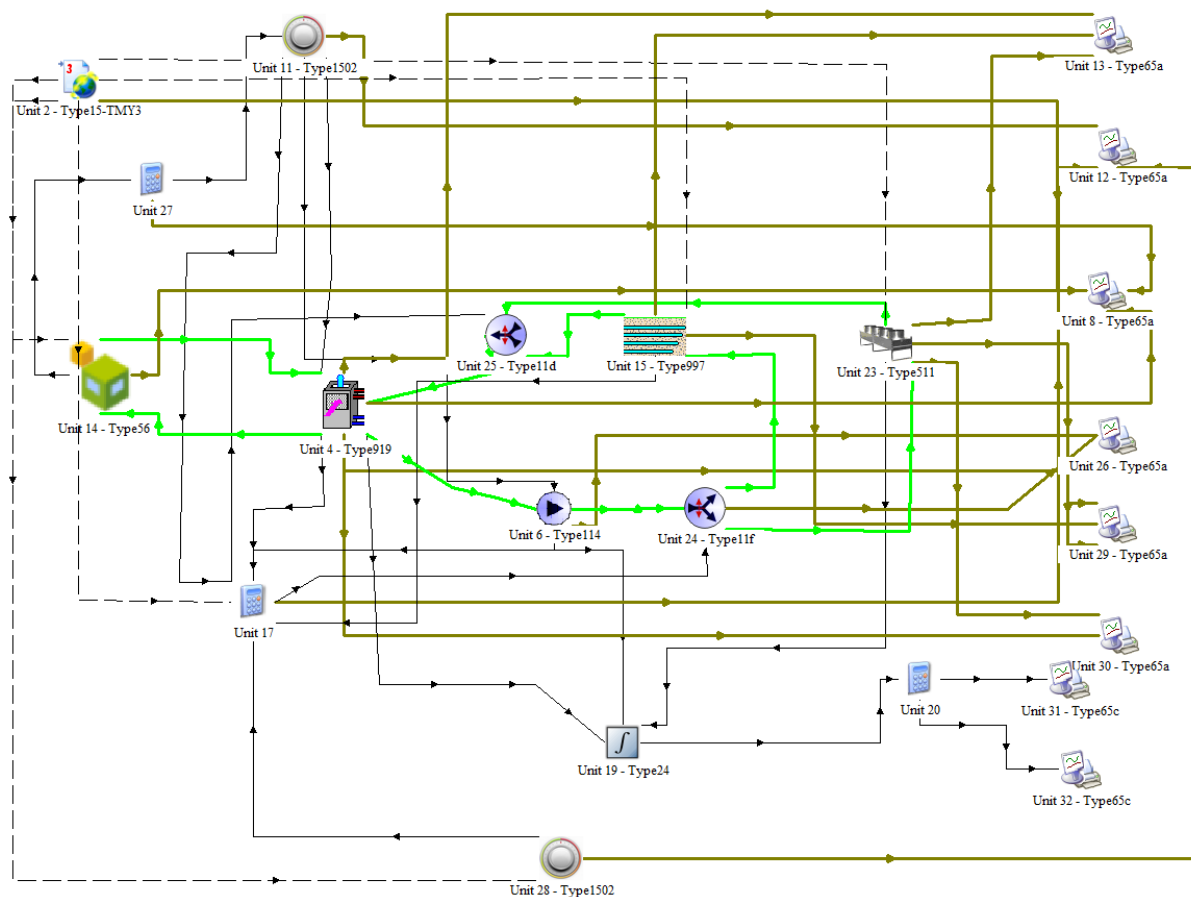 Unit 13 - Type65a
3
Unit 11 - Type1502
Unit 2 - Type15-TMY3
Unit 12 - Type65a
Unit 27
Unit 8 - Type65a
Unit 25 - Type11d
Unit 15 - Type997
Unit 23 - Type511
Unit 14 - Type56
Unit 4 - Type919
Unit 26 - Type65a
Unit 6 - Type114
Unit 24 - Type11f
Unit 29 - Type65a
Unit 17
Unit 30 - Type65a
Unit 20
Unit 31 - Type65c
∫
Unit 19 - Type24
Unit 32 - Type65c
Unit 28 - Type1502